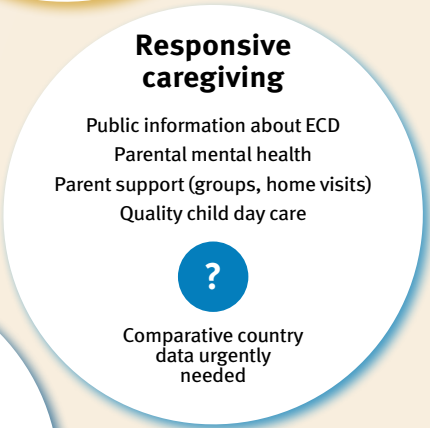 Responsive
caregiving
Public information about ECD
Parental mental health
Parent support (groups, home visits)
Quality child day care
?
Comparative country
data urgently
needed